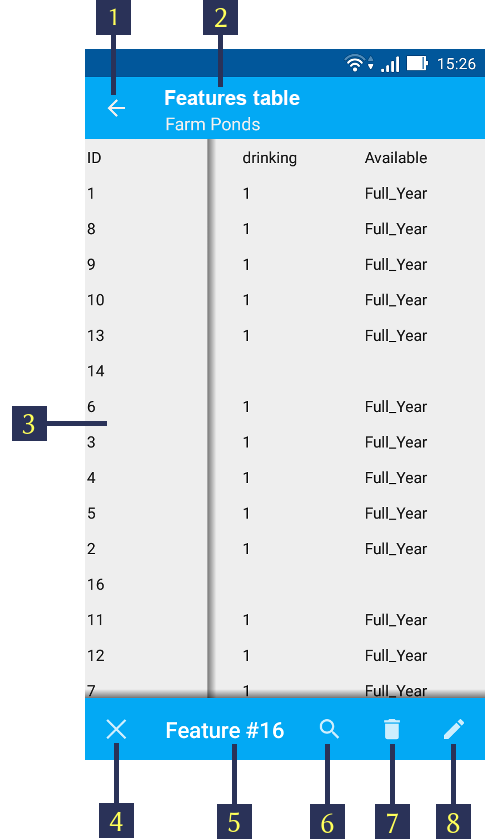 1 2
15:26
Features table
Farm Ponds
ID drinking Available
1 1 Full_Year
8 1 Full_Year
9 1 Full_Year
10 1 Full_Year
13 1 Full_Year
14
6 1 Full_Year
3
3 1 Full_Year
4 1 Full_Year
5 1 Full_Year
2 1 Full_Year
16
11 1 Full_Year
12 1 Full_Year
7 1 Full_Year
Feature #16
4 5 6 7 8